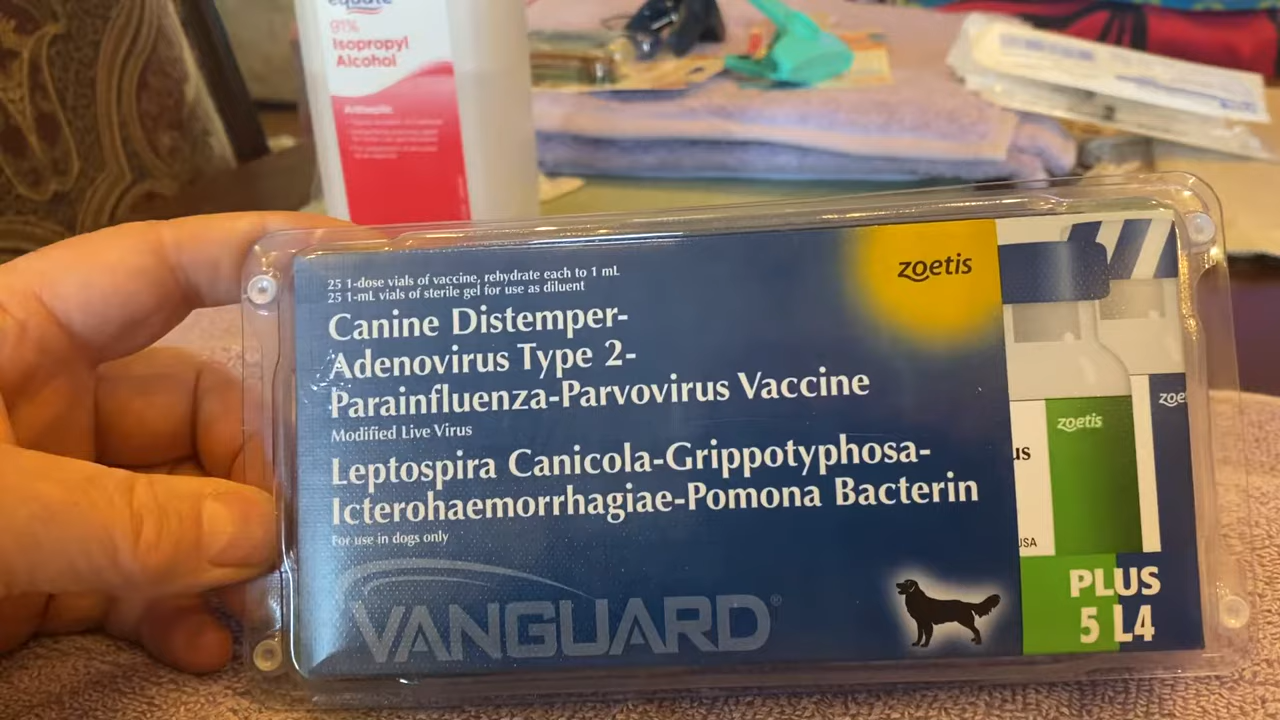 equate
91%
Isopropyl
Alcohol
Antiseptic
25 1-dose vials of vaccine, rehydrate each to 1 mL
25 1-mL vials of sterile gel for use as diluent
zoetis
Canine Distemper-
Adenovirus Type 2-
Parainfluenza-Parvovirus Vaccine
Modified Live Virus
Leptospira Canicola-Grippotyphosa-
Icterohaemorrhagiae-Pomona Bacterin
For use in dogs only
VANGUARD®
zoetis
zoe
us
USA
PLUS
5 L4